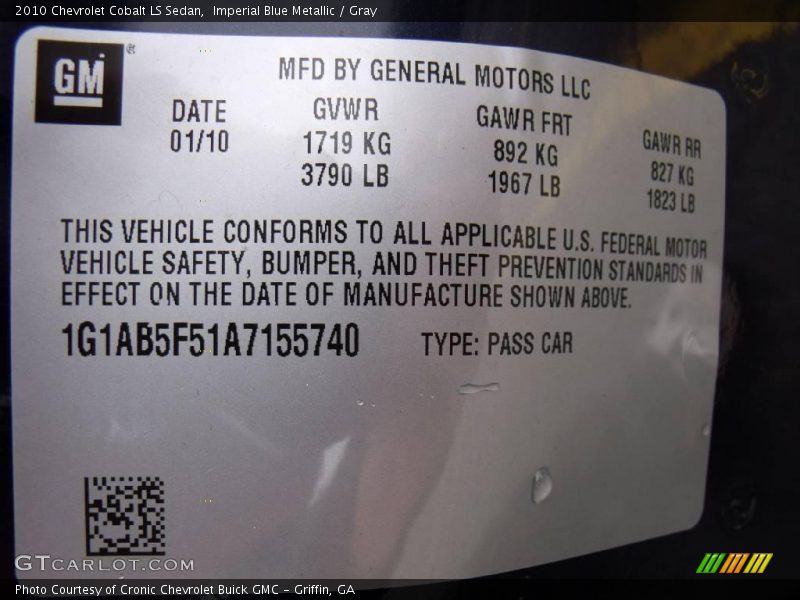 2010 Chevrolet Cobalt LS Sedan,  Imperial Blue Metallic / Gray
GM ®
MFD BY GENERAL MOTORS LLC
DATE GVWR GAWR FRT GAWR RR
01/10 1719 KG 892 KG 827 KG
3790 LB 1967 LB 1823 LB
THIS VEHICLE CONFORMS TO ALL APPLICABLE U.S. FEDERAL MOTOR
VEHICLE SAFETY, BUMPER, AND THEFT PREVENTION STANDARDS IN
EFFECT ON THE DATE OF MANUFACTURE SHOWN ABOVE.
1G1AB5F51A7155740 TYPE: PASS CAR
GTCARLOT.COM
Photo Courtesy of Cronic Chevrolet Buick GMC – Griffin, GA